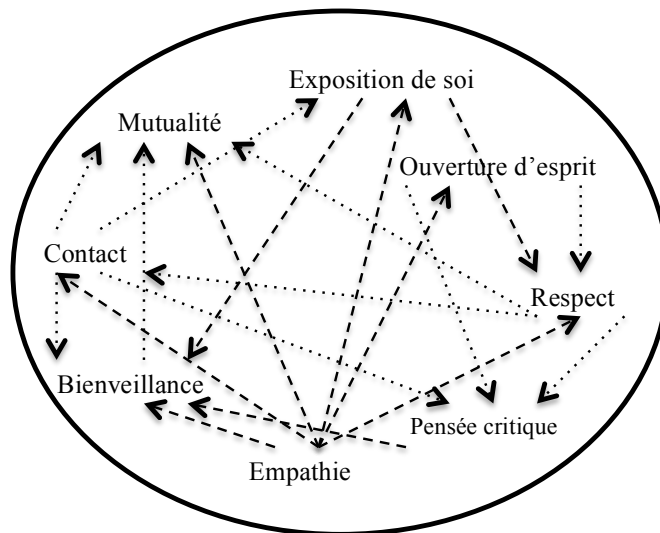 Exposition de soi
Mutualité
Ouverture d’esprit
Contact
Respect
Bienveillance
Pensée critique
Empathie